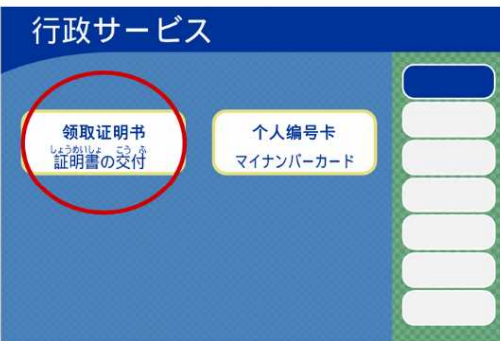 行政サービス
领取证明书
しょうめいしょ こう ふ
証明書の交付
个人编号卡
マイナンバーカード